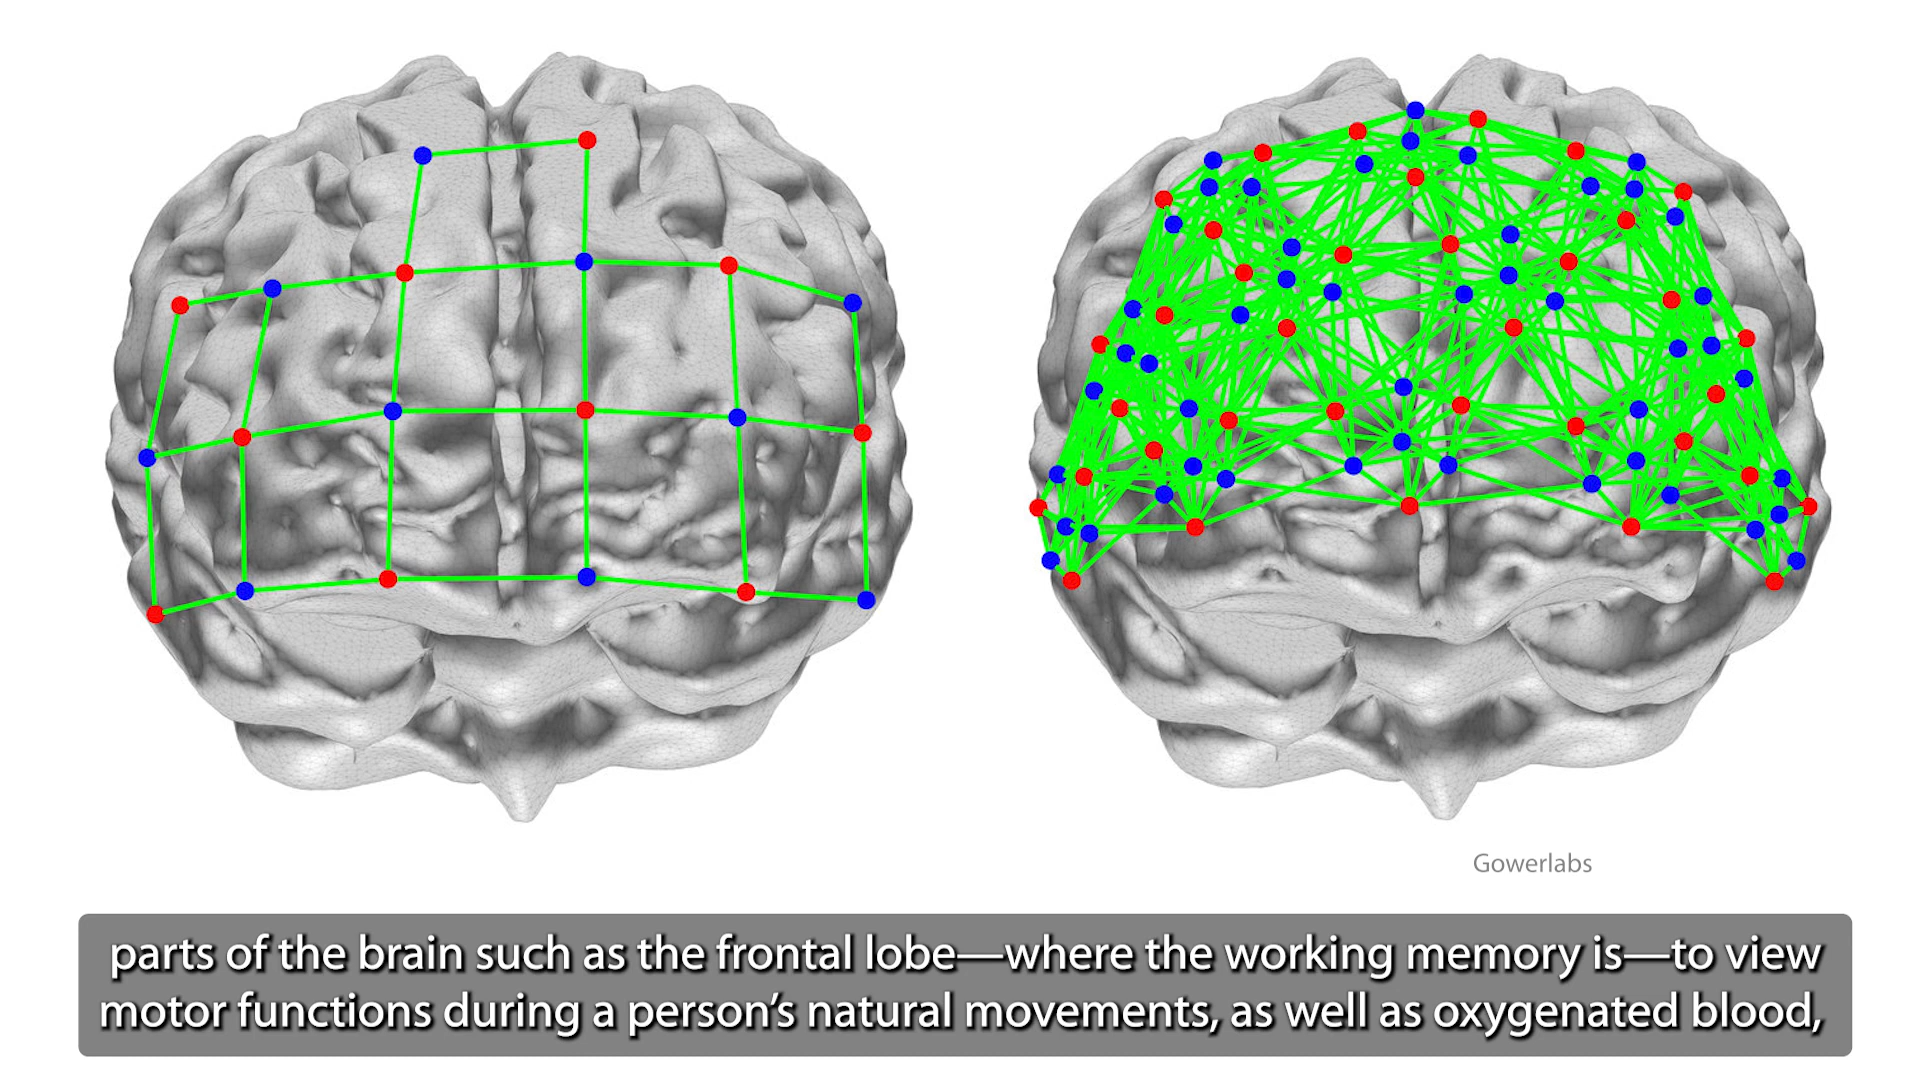 Gowerlabs
parts of the brain such as the frontal lobe—where the working memory is—to view
motor functions during a person’s natural movements, as well as oxygenated blood,